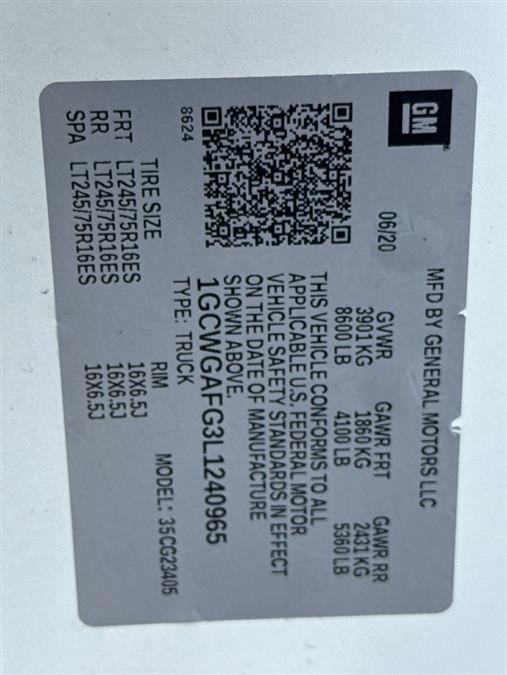 GM
MFD BY GENERAL MOTORS LLC
06/20 GVWR GAWR FRT GAWR RR
3901 KG 1860 KG 2431 KG
8600 LB 4100 LB 5360 LB
THIS VEHICLE CONFORMS TO ALL
APPLICABLE U.S. FEDERAL MOTOR
VEHICLE SAFETY STANDARDS IN EFFECT
ON THE DATE OF MANUFACTURE
SHOWN ABOVE.
1GCWGAFG3L1240965
8624 TYPE: TRUCK MODEL: 35CG23405
TIRE SIZE RIM
FRT LT245/75R16ES 16X6.5J
RR LT245/75R16ES 16X6.5J
SPA LT245/75R16ES 16X6.5J